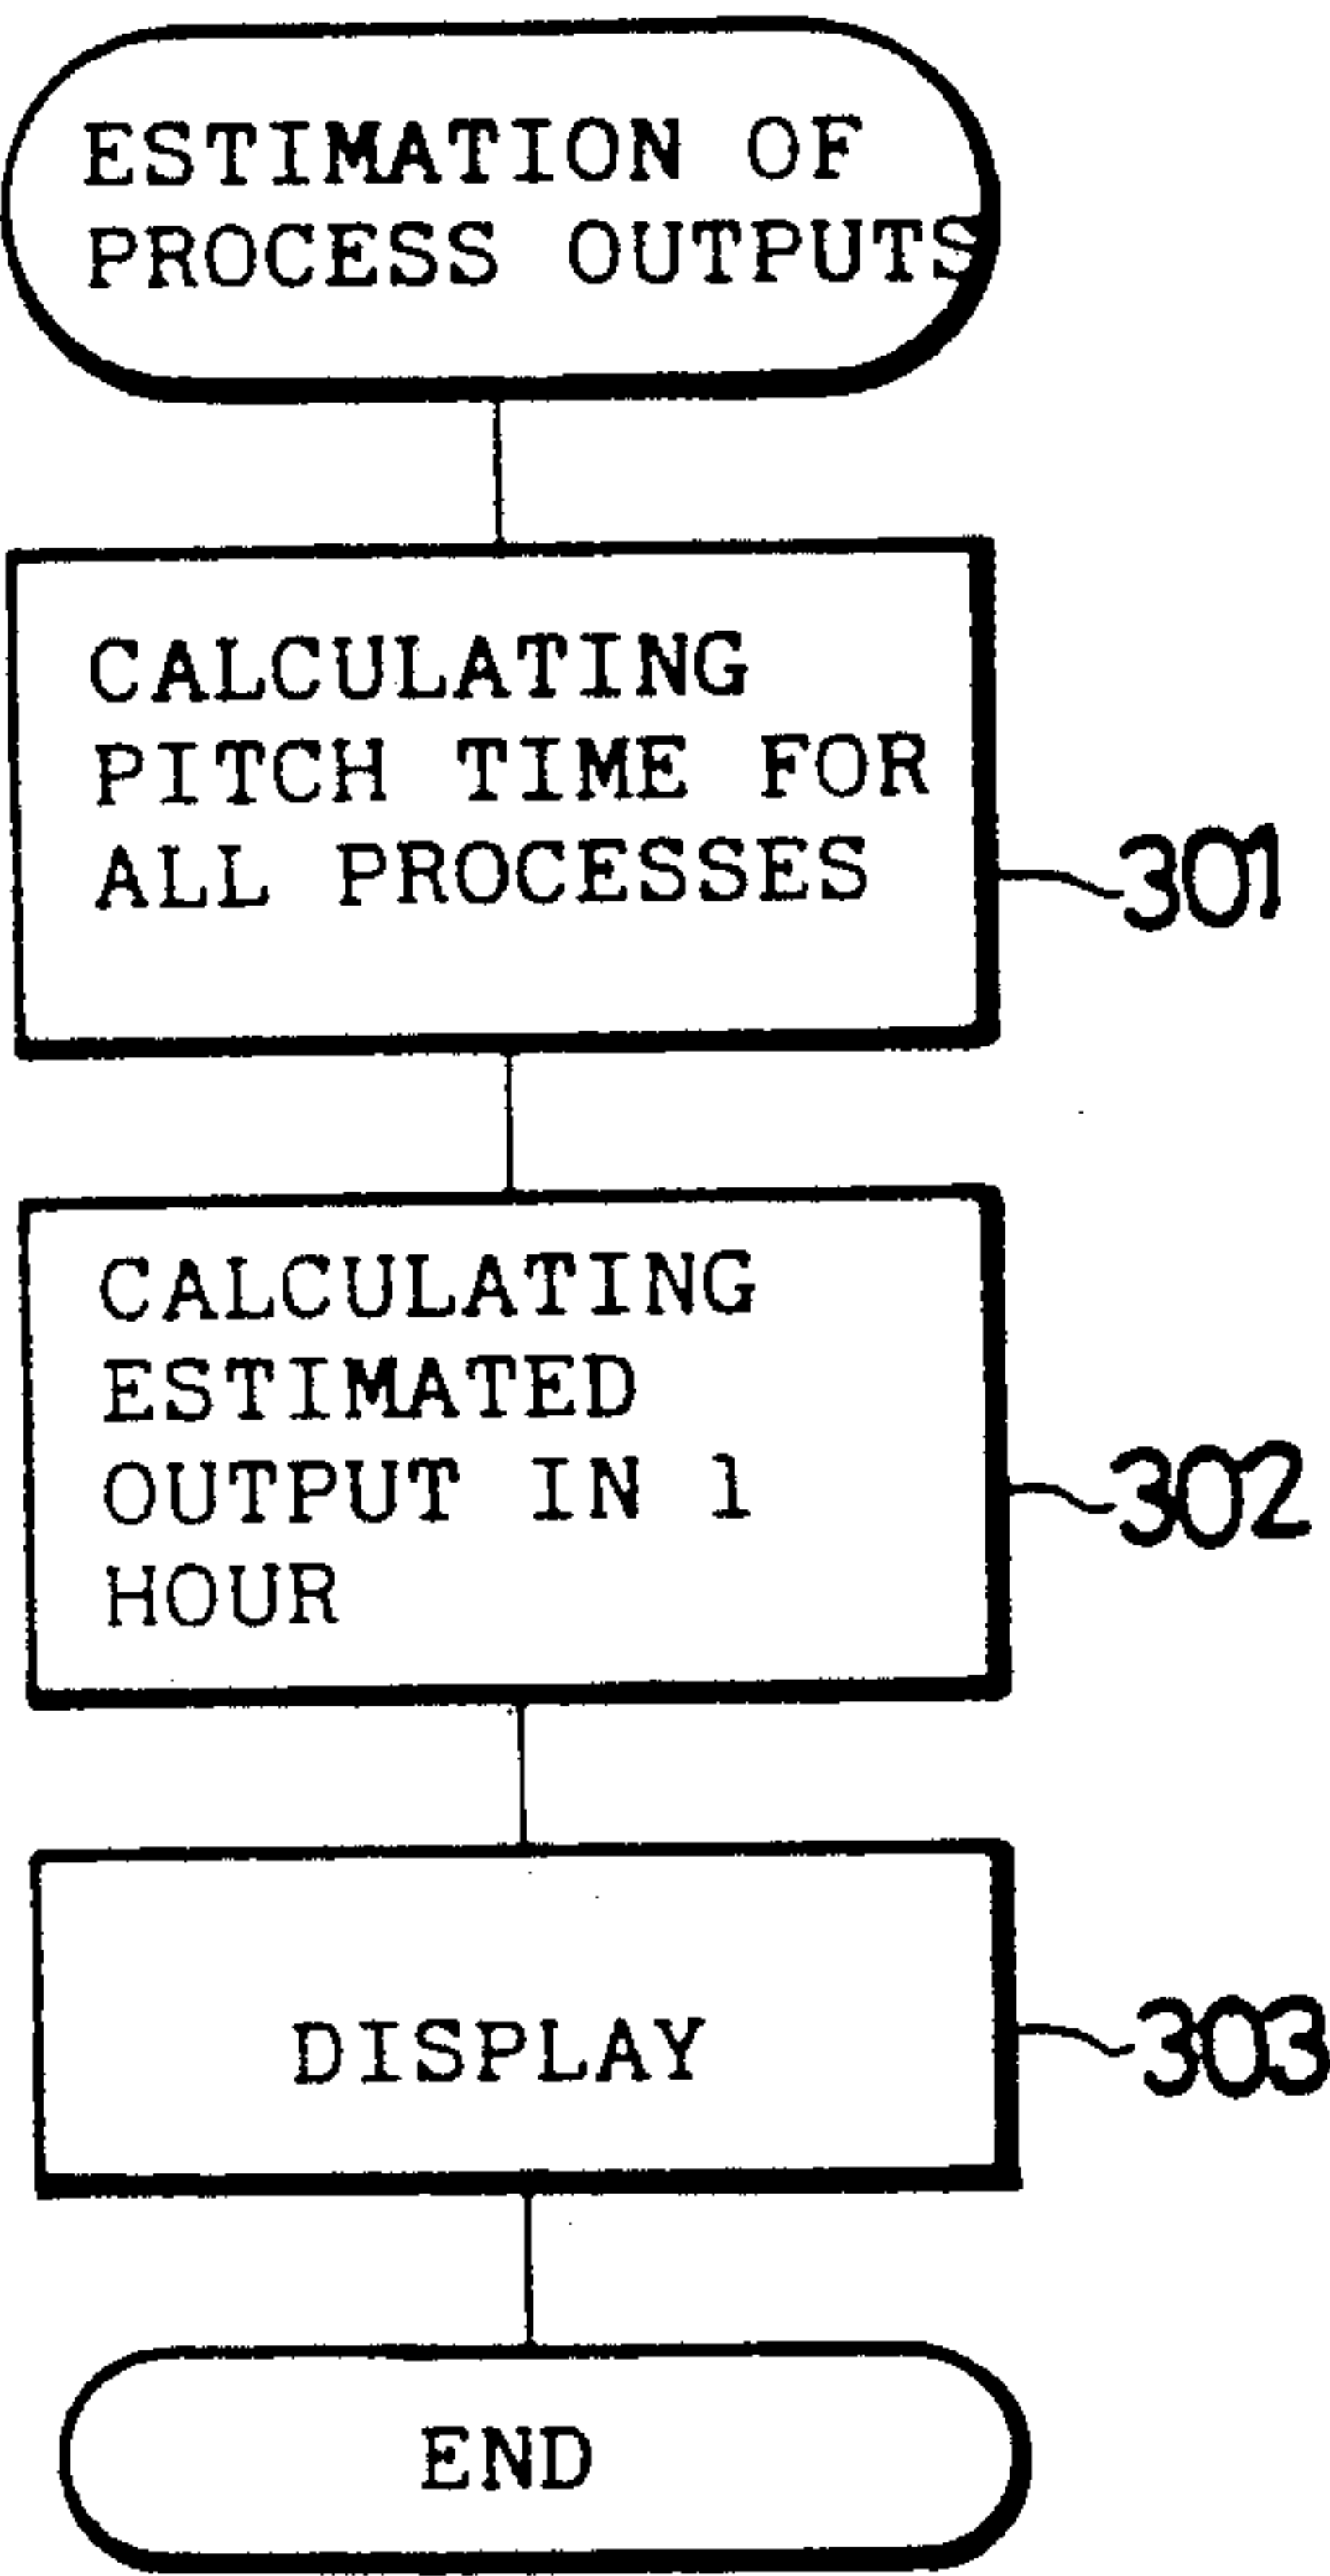 ESTIMATION OF
PROCESS OUTPUTS
CALCULATING
PITCH TIME FOR
ALL PROCESSES
301
CALCULATING
ESTIMATED
OUTPUT IN 1
HOUR
302
DISPLAY
303
END